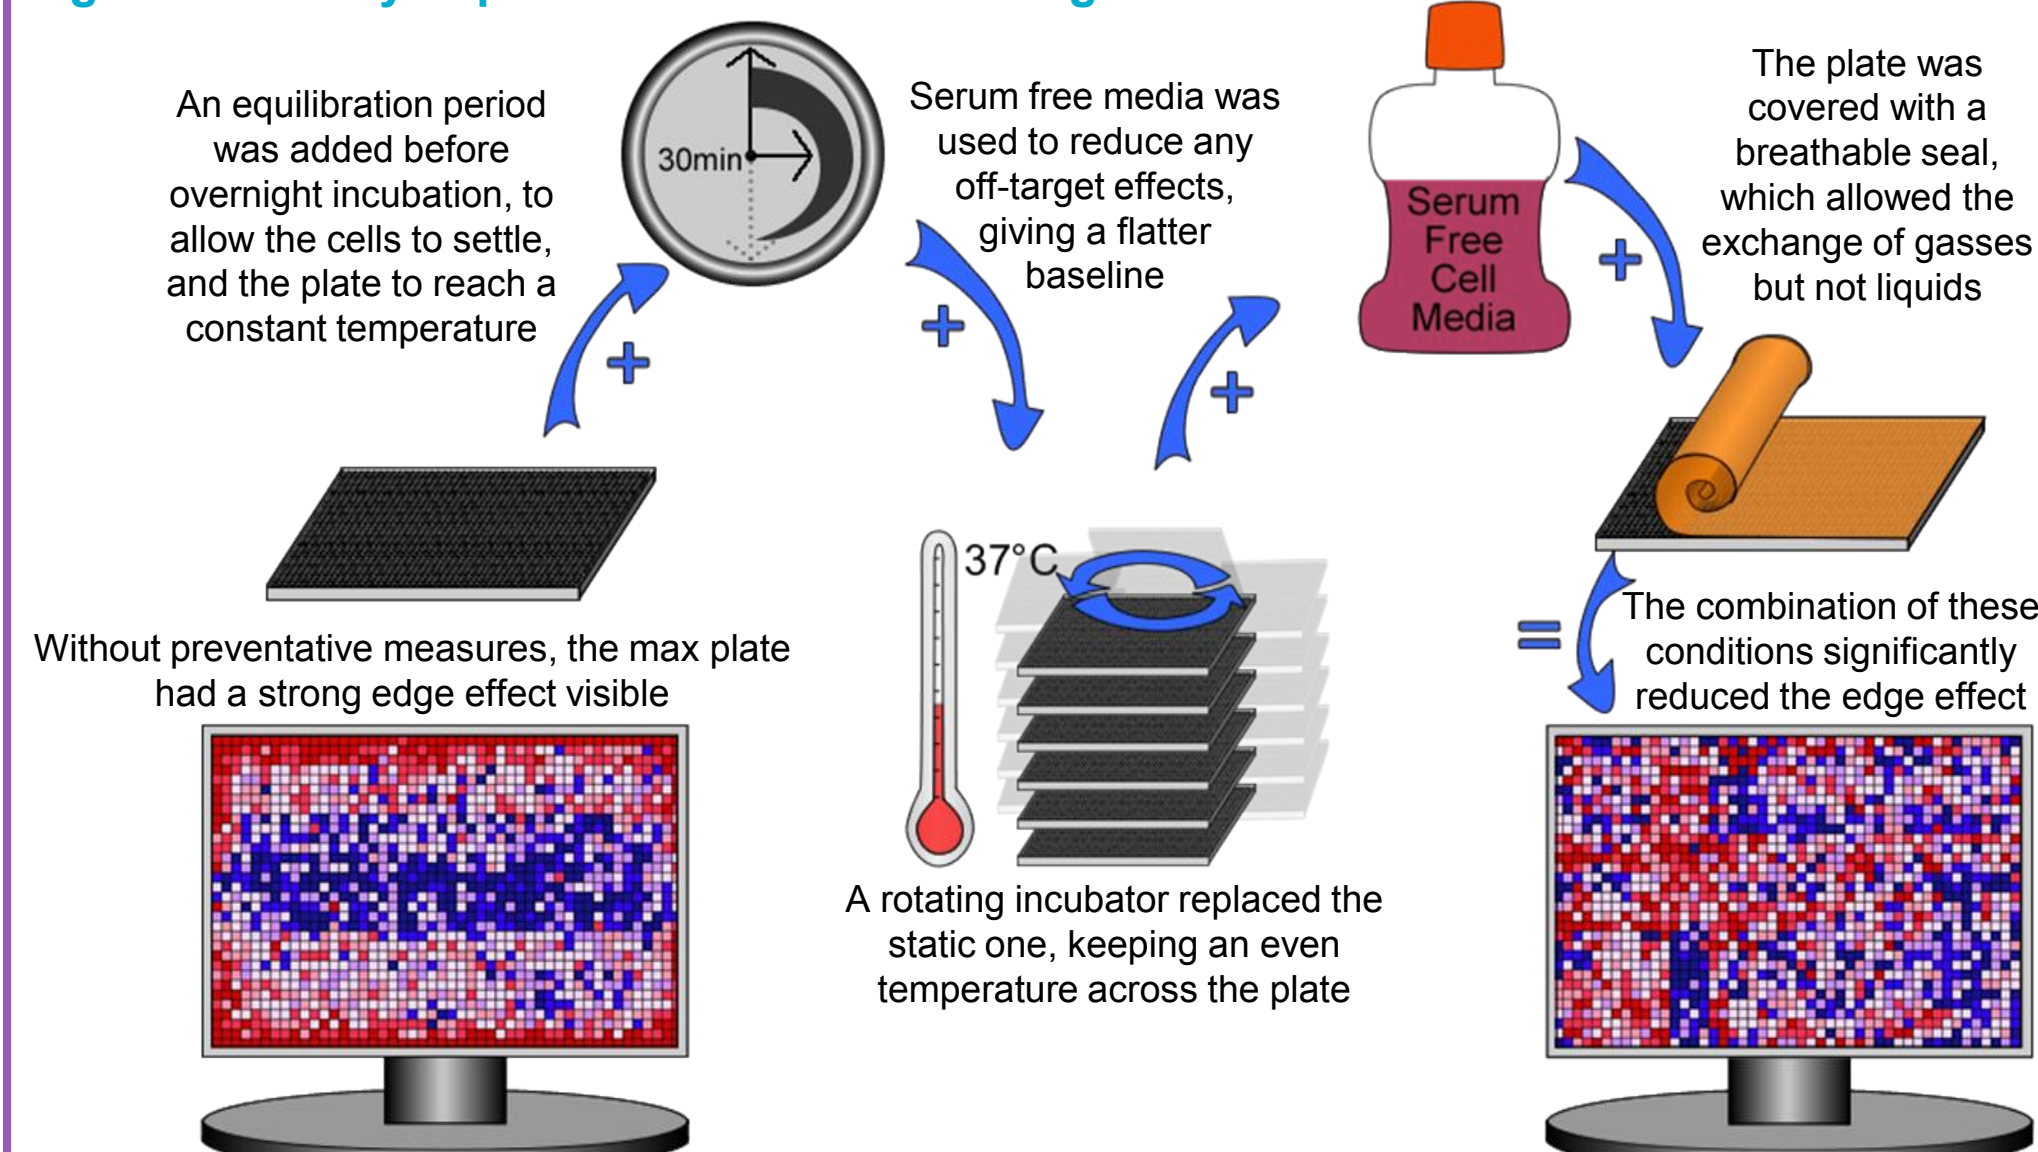 An equilibration period
was added before
overnight incubation, to
allow the cells to settle,
and the plate to reach a
constant temperature
30min
Serum free media was
used to reduce any
off-target effects,
giving a flatter
baseline
Serum
Free
Cell
Media
The plate was
covered with a
breathable seal,
which allowed the
exchange of gasses
but not liquids
+
+
+
+
Without preventative measures, the max plate
had a strong edge effect visible
37°C
A rotating incubator replaced the
static one, keeping an even
temperature across the plate
=
The combination of these
conditions significantly
reduced the edge effect